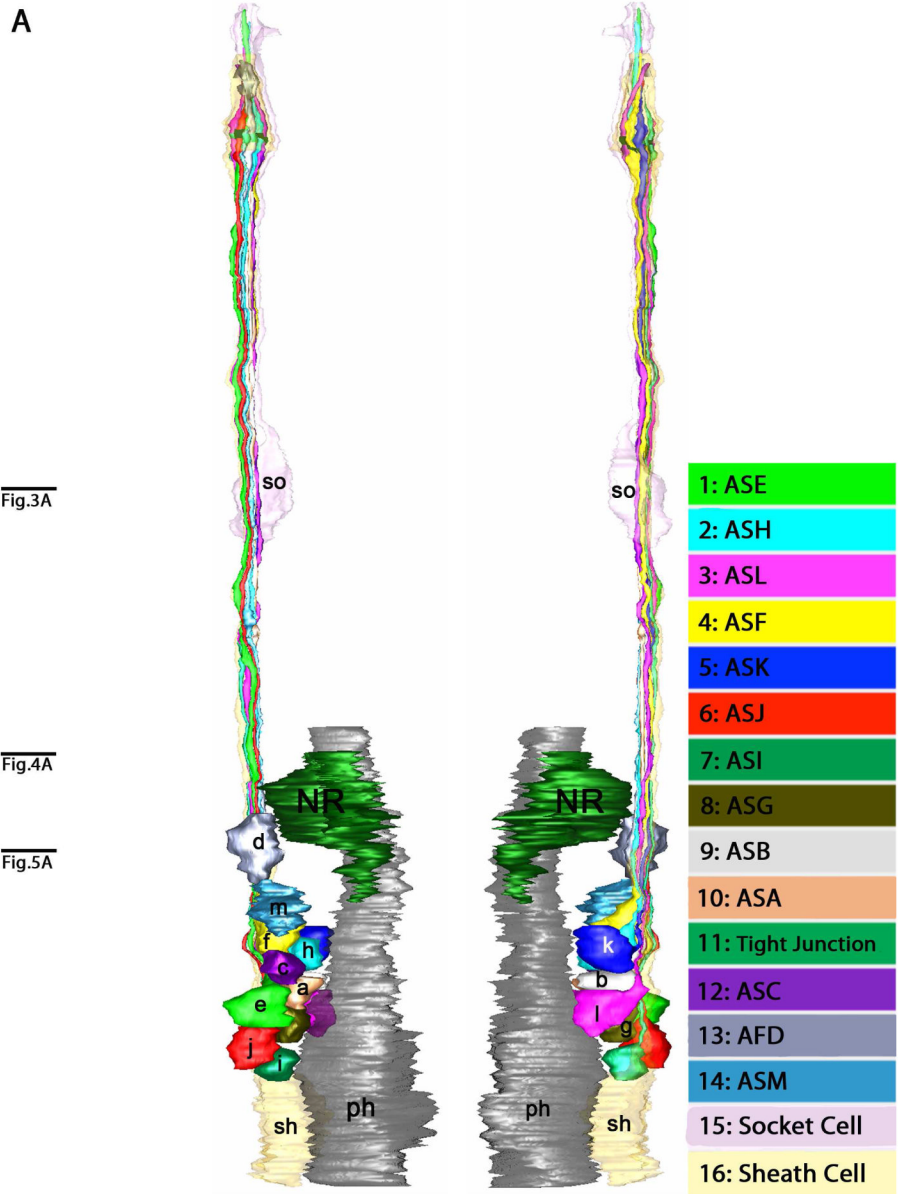 A
so
so
Fig.3A
Fig.4A
Fig.5A
NR
NR
d
m
f
h
c
a
e
j
i
sh
ph
k
b
l
g
ph
sh
1: ASE
2: ASH
3: ASL
4: ASF
5: ASK
6: ASJ
7: ASI
8: ASG
9: ASB
10: ASA
11: Tight Junction
12: ASC
13: AFD
14: ASM
15: Socket Cell
16: Sheath Cell